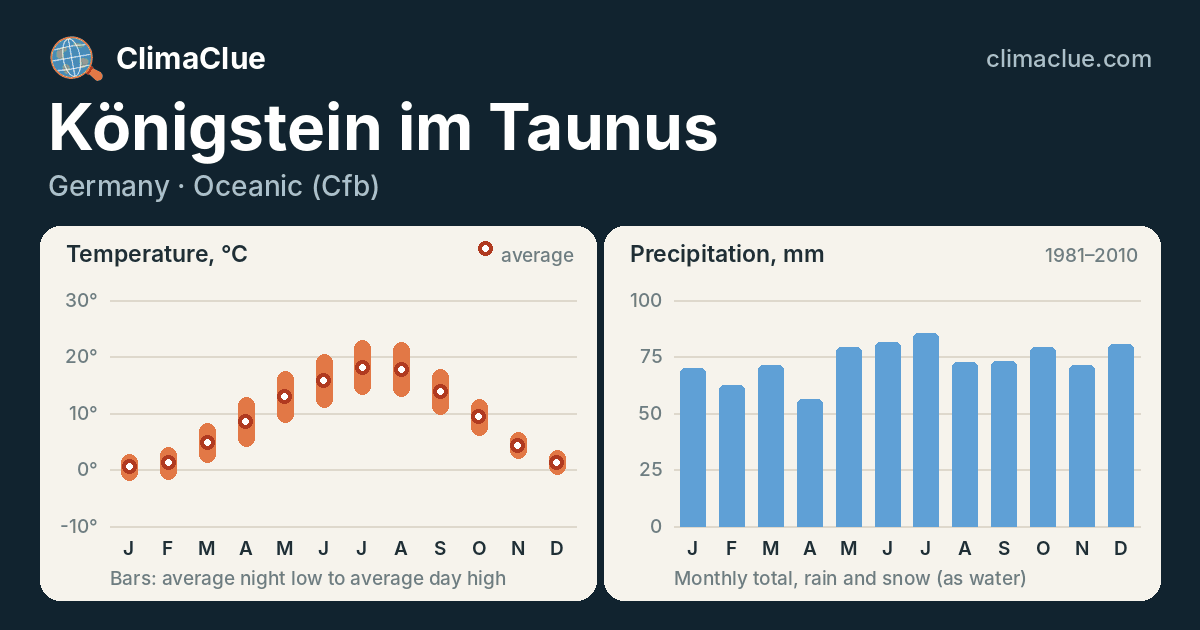 ClimaClue
climaclue.com
Königstein im Taunus
Germany · Oceanic (Cfb)
Temperature, °C
average
30°
20°
10°
0°
-10°
J F M A M J J A S O N D
Bars: average night low to average day high
Precipitation, mm
1981–2010
100
75
50
25
0
J F M A M J J A S O N D
Monthly total, rain and snow (as water)